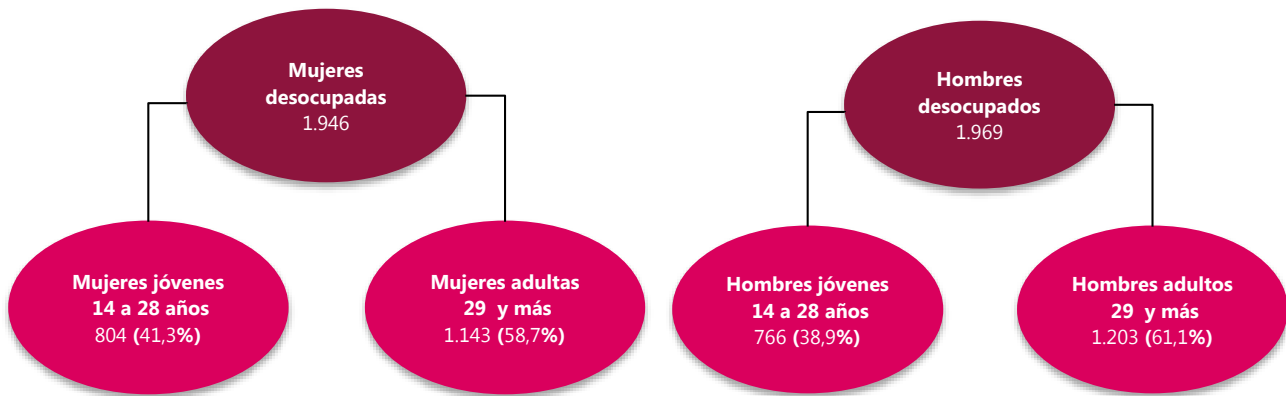 Mujeres
desocupadas
1.946
Hombres
desocupados
1.969
Mujeres jóvenes
14 a 28 años
804 (41,3%)
Mujeres adultas
29 y más
1.143 (58,7%)
Hombres jóvenes
14 a 28 años
766 (38,9%)
Hombres adultos
29 y más
1.203 (61,1%)